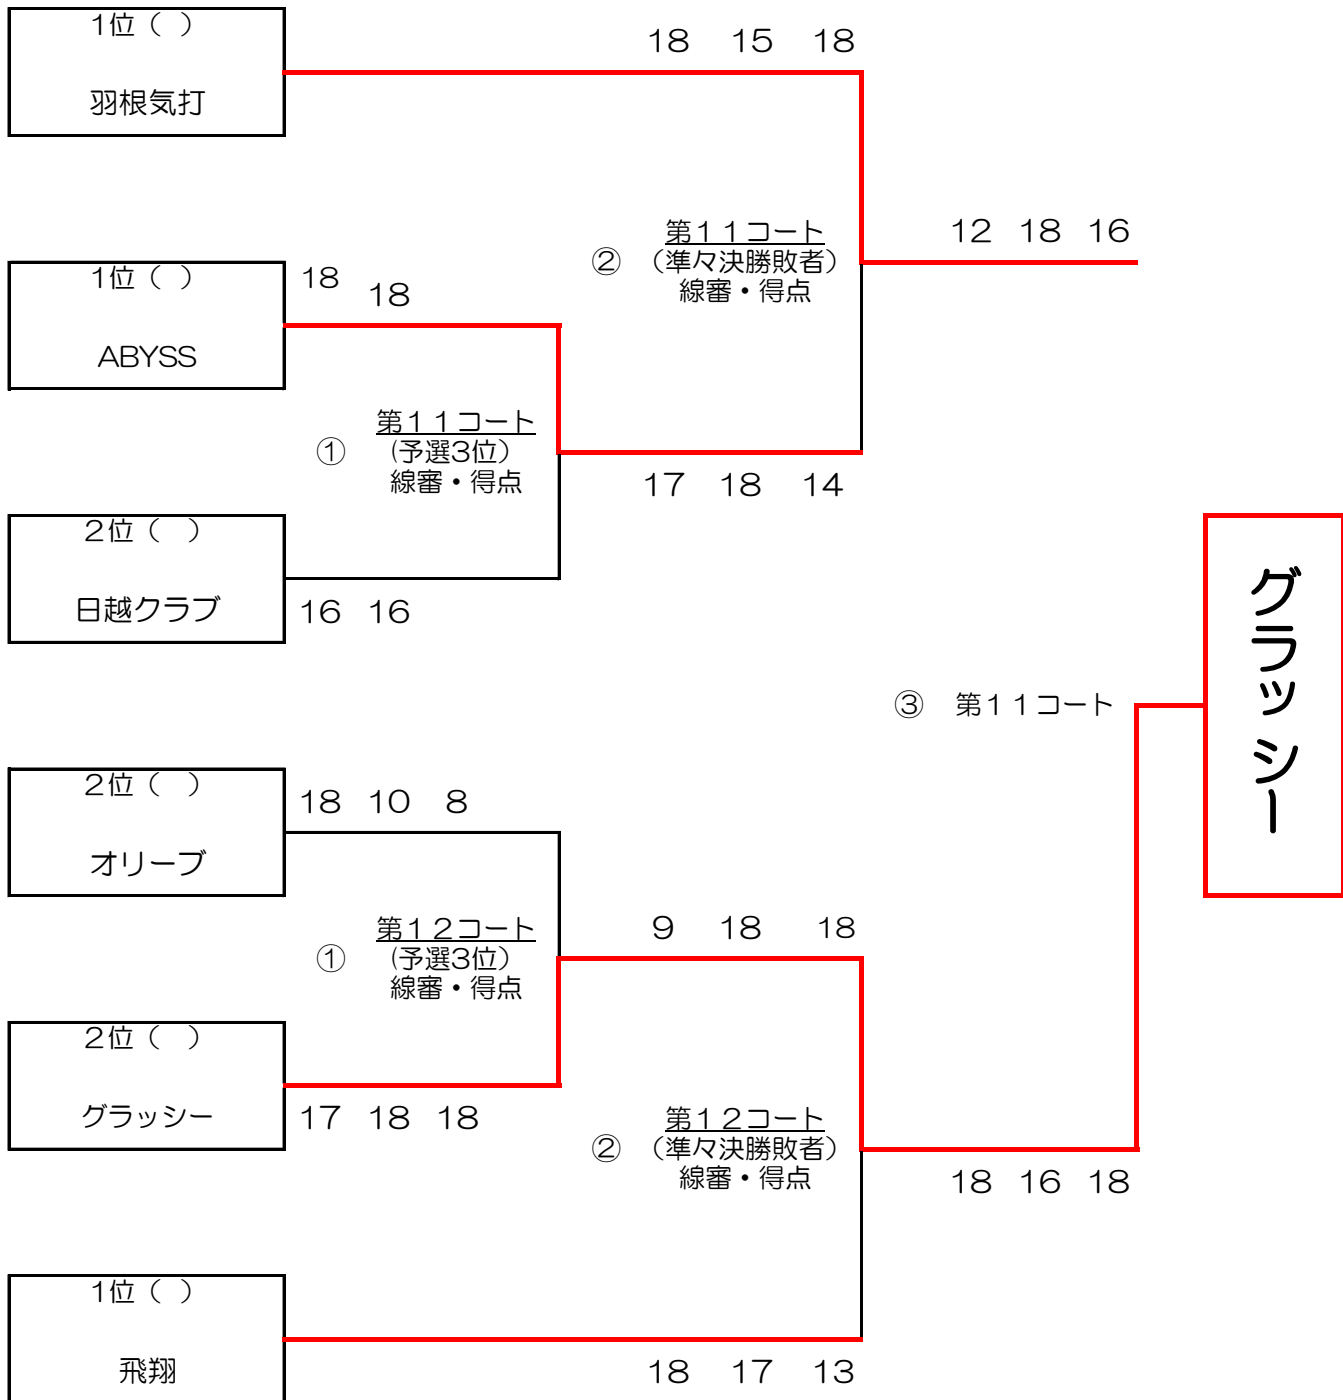 1位（ ）
羽根気打
18 15 18
第１１コート
② （準々決勝敗者）
線審・得点
12 18 16
1位（ ）
ABYSS
18 18
第１１コート
① （予選3位）
線審・得点
17 18 14
2位（ ）
日越クラブ
16 16
グラッシー
③ 第１１コート
2位（ ）
オリーブ
18 10 8
第１２コート
① （予選3位）
線審・得点
9 18 18
2位（ ）
グラッシー
17 18 18
第１２コート
② （準々決勝敗者）
線審・得点
18 16 18
1位（ ）
飛翔
18 17 13